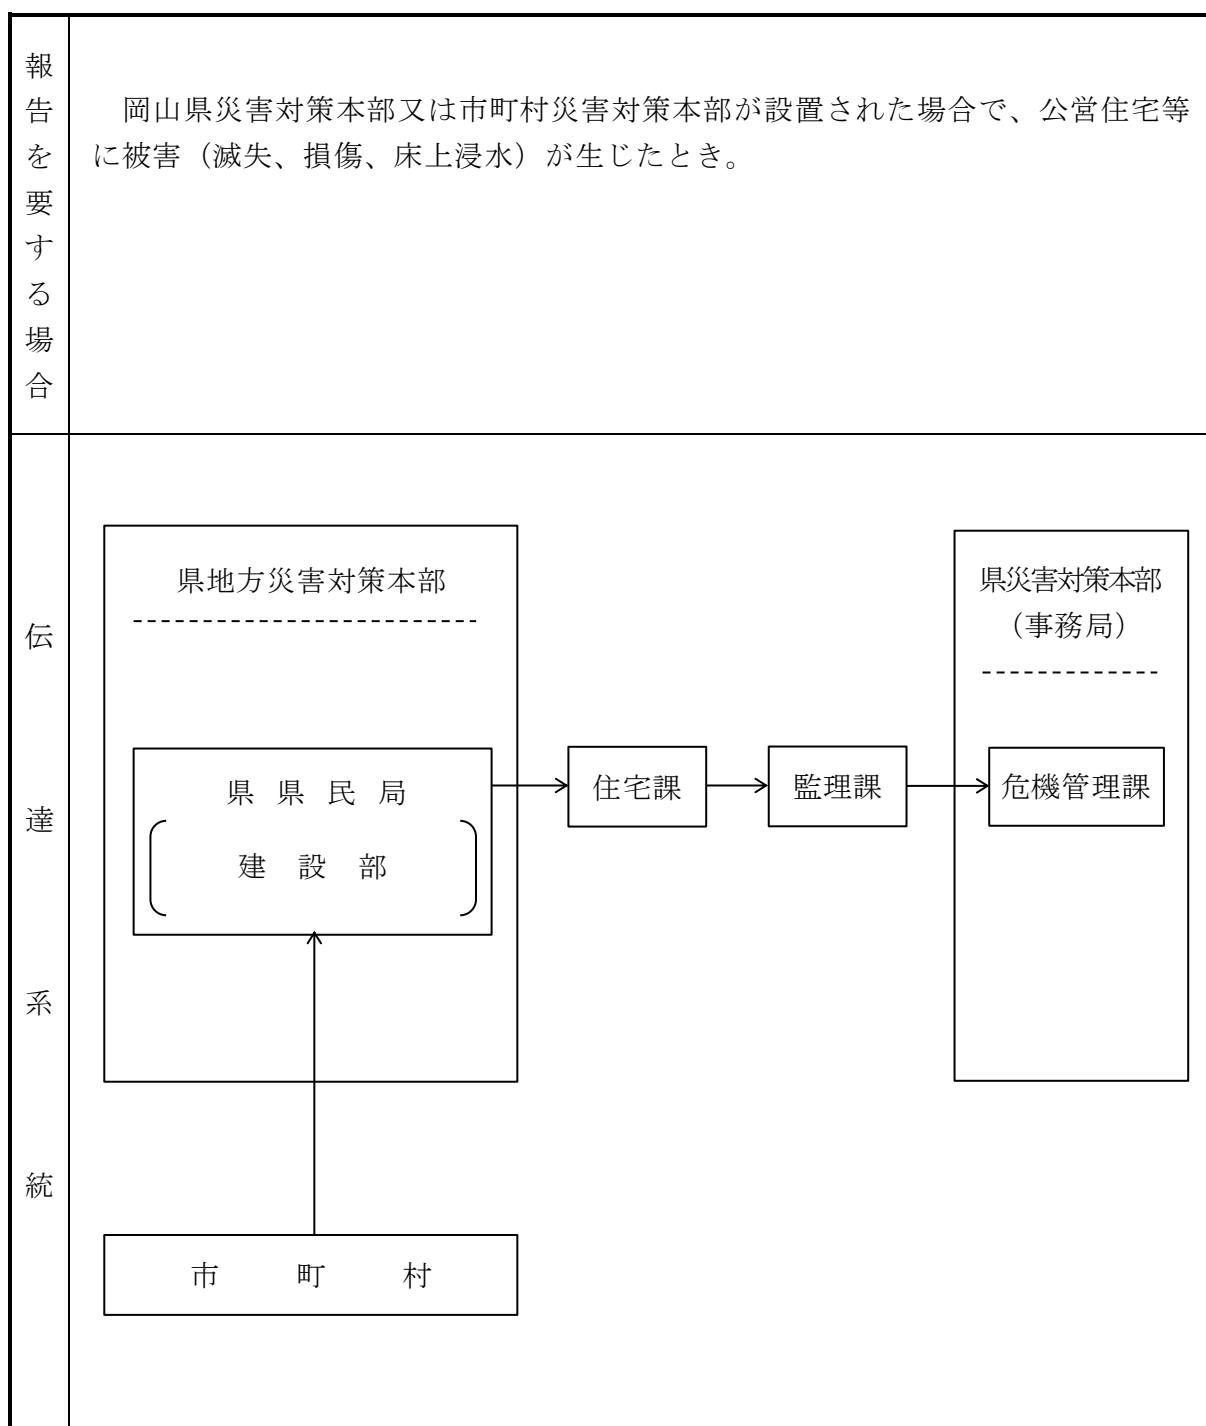 報告を要する場合
岡山県災害対策本部又は市町村災害対策本部が設置された場合で、公営住宅等
に被害（滅失、損傷、床上浸水）が生じたとき。
伝達系統
県地方災害対策本部
県県民局
建設部
住宅課
監理課
県災害対策本部
（事務局）
危機管理課
市町村